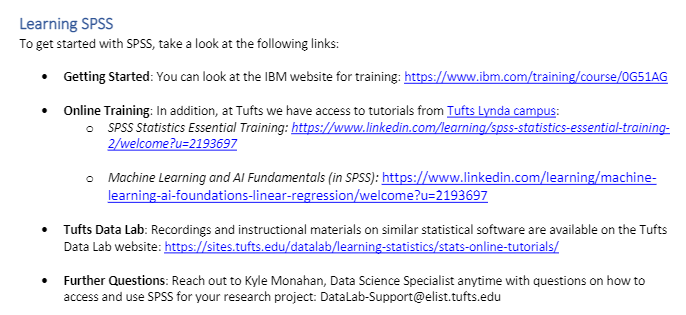 Learning SPSS
To get started with SPSS, take a look at the following links:
• Getting Started: You can look at the IBM website for training: https://www.ibm.com/training/course/0G51AG
• Online Training: In addition, at Tufts we have access to tutorials from Tufts Lynda campus:
o SPSS Statistics Essential Training: https://www.linkedin.com/learning/spss-statistics-essential-training-
2/welcome?u=2193697
o Machine Learning and AI Fundamentals (in SPSS): https://www.linkedin.com/learning/machine-
learning-ai-foundations-linear-regression/welcome?u=2193697
• Tufts Data Lab: Recordings and instructional materials on similar statistical software are available on the Tufts
Data Lab website: https://sites.tufts.edu/datalab/learning-statistics/stats-online-tutorials/
• Further Questions: Reach out to Kyle Monahan, Data Science Specialist anytime with questions on how to
access and use SPSS for your research project: DataLab-Support@elist.tufts.edu